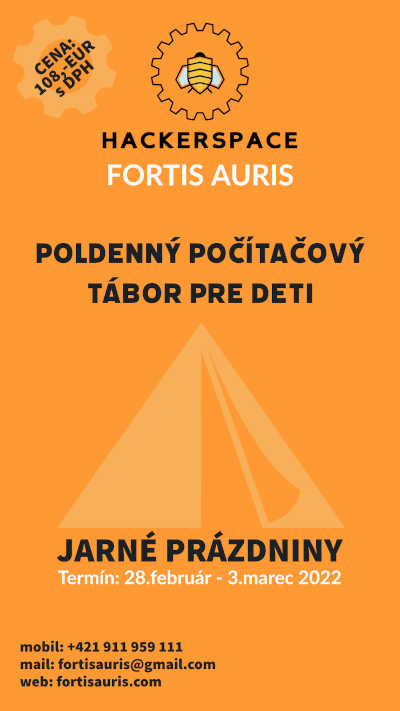 CENA:
108,-EUR
s DPH
HACKERSPACE
FORTIS AURIS
POLDENNÝ POČÍTAČOVÝ
TÁBOR PRE DETI
JARNÉ PRÁZDNINY
Termín: 28.február - 3.marec 2022
mobil: +421 911 959 111
mail: fortisauris@gmail.com
web: fortisauris.com